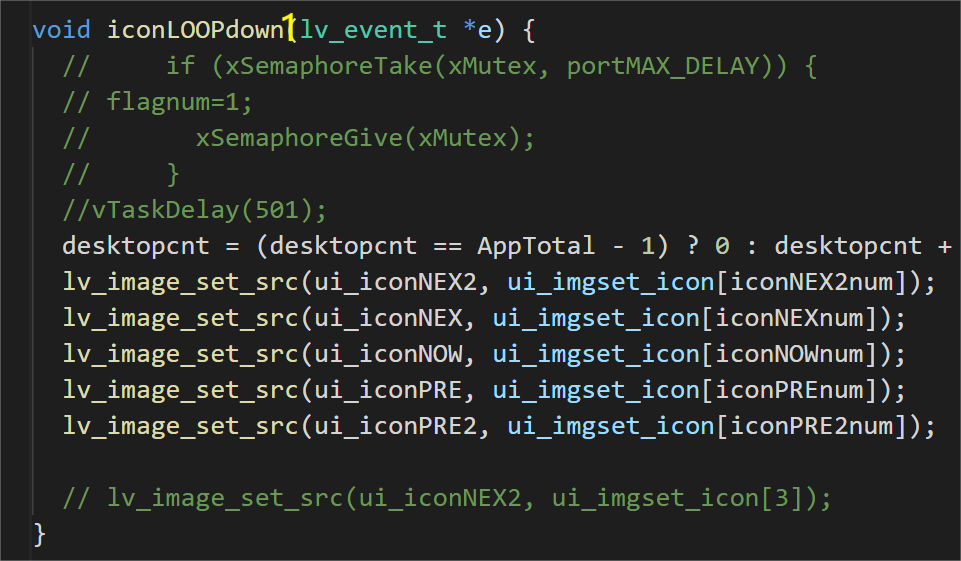 void iconLOOPdown(lv_event_t *e) {
//     if (xSemaphoreTake(xMutex, portMAX_DELAY)) {
// flagnum=1;
//       xSemaphoreGive(xMutex);
//     }
//vTaskDelay(501);
desktopcnt = (desktopcnt == AppTotal - 1) ? 0 : desktopcnt +
lv_image_set_src(ui_iconNEX2, ui_imgset_icon[iconNEX2num]);
lv_image_set_src(ui_iconNEX, ui_imgset_icon[iconNEXnum]);
lv_image_set_src(ui_iconNOW, ui_imgset_icon[iconNOWnum]);
lv_image_set_src(ui_iconPRE, ui_imgset_icon[iconPREnum]);
lv_image_set_src(ui_iconPRE2, ui_imgset_icon[iconPRE2num]);
// lv_image_set_src(ui_iconNEX2, ui_imgset_icon[3]);
}
1